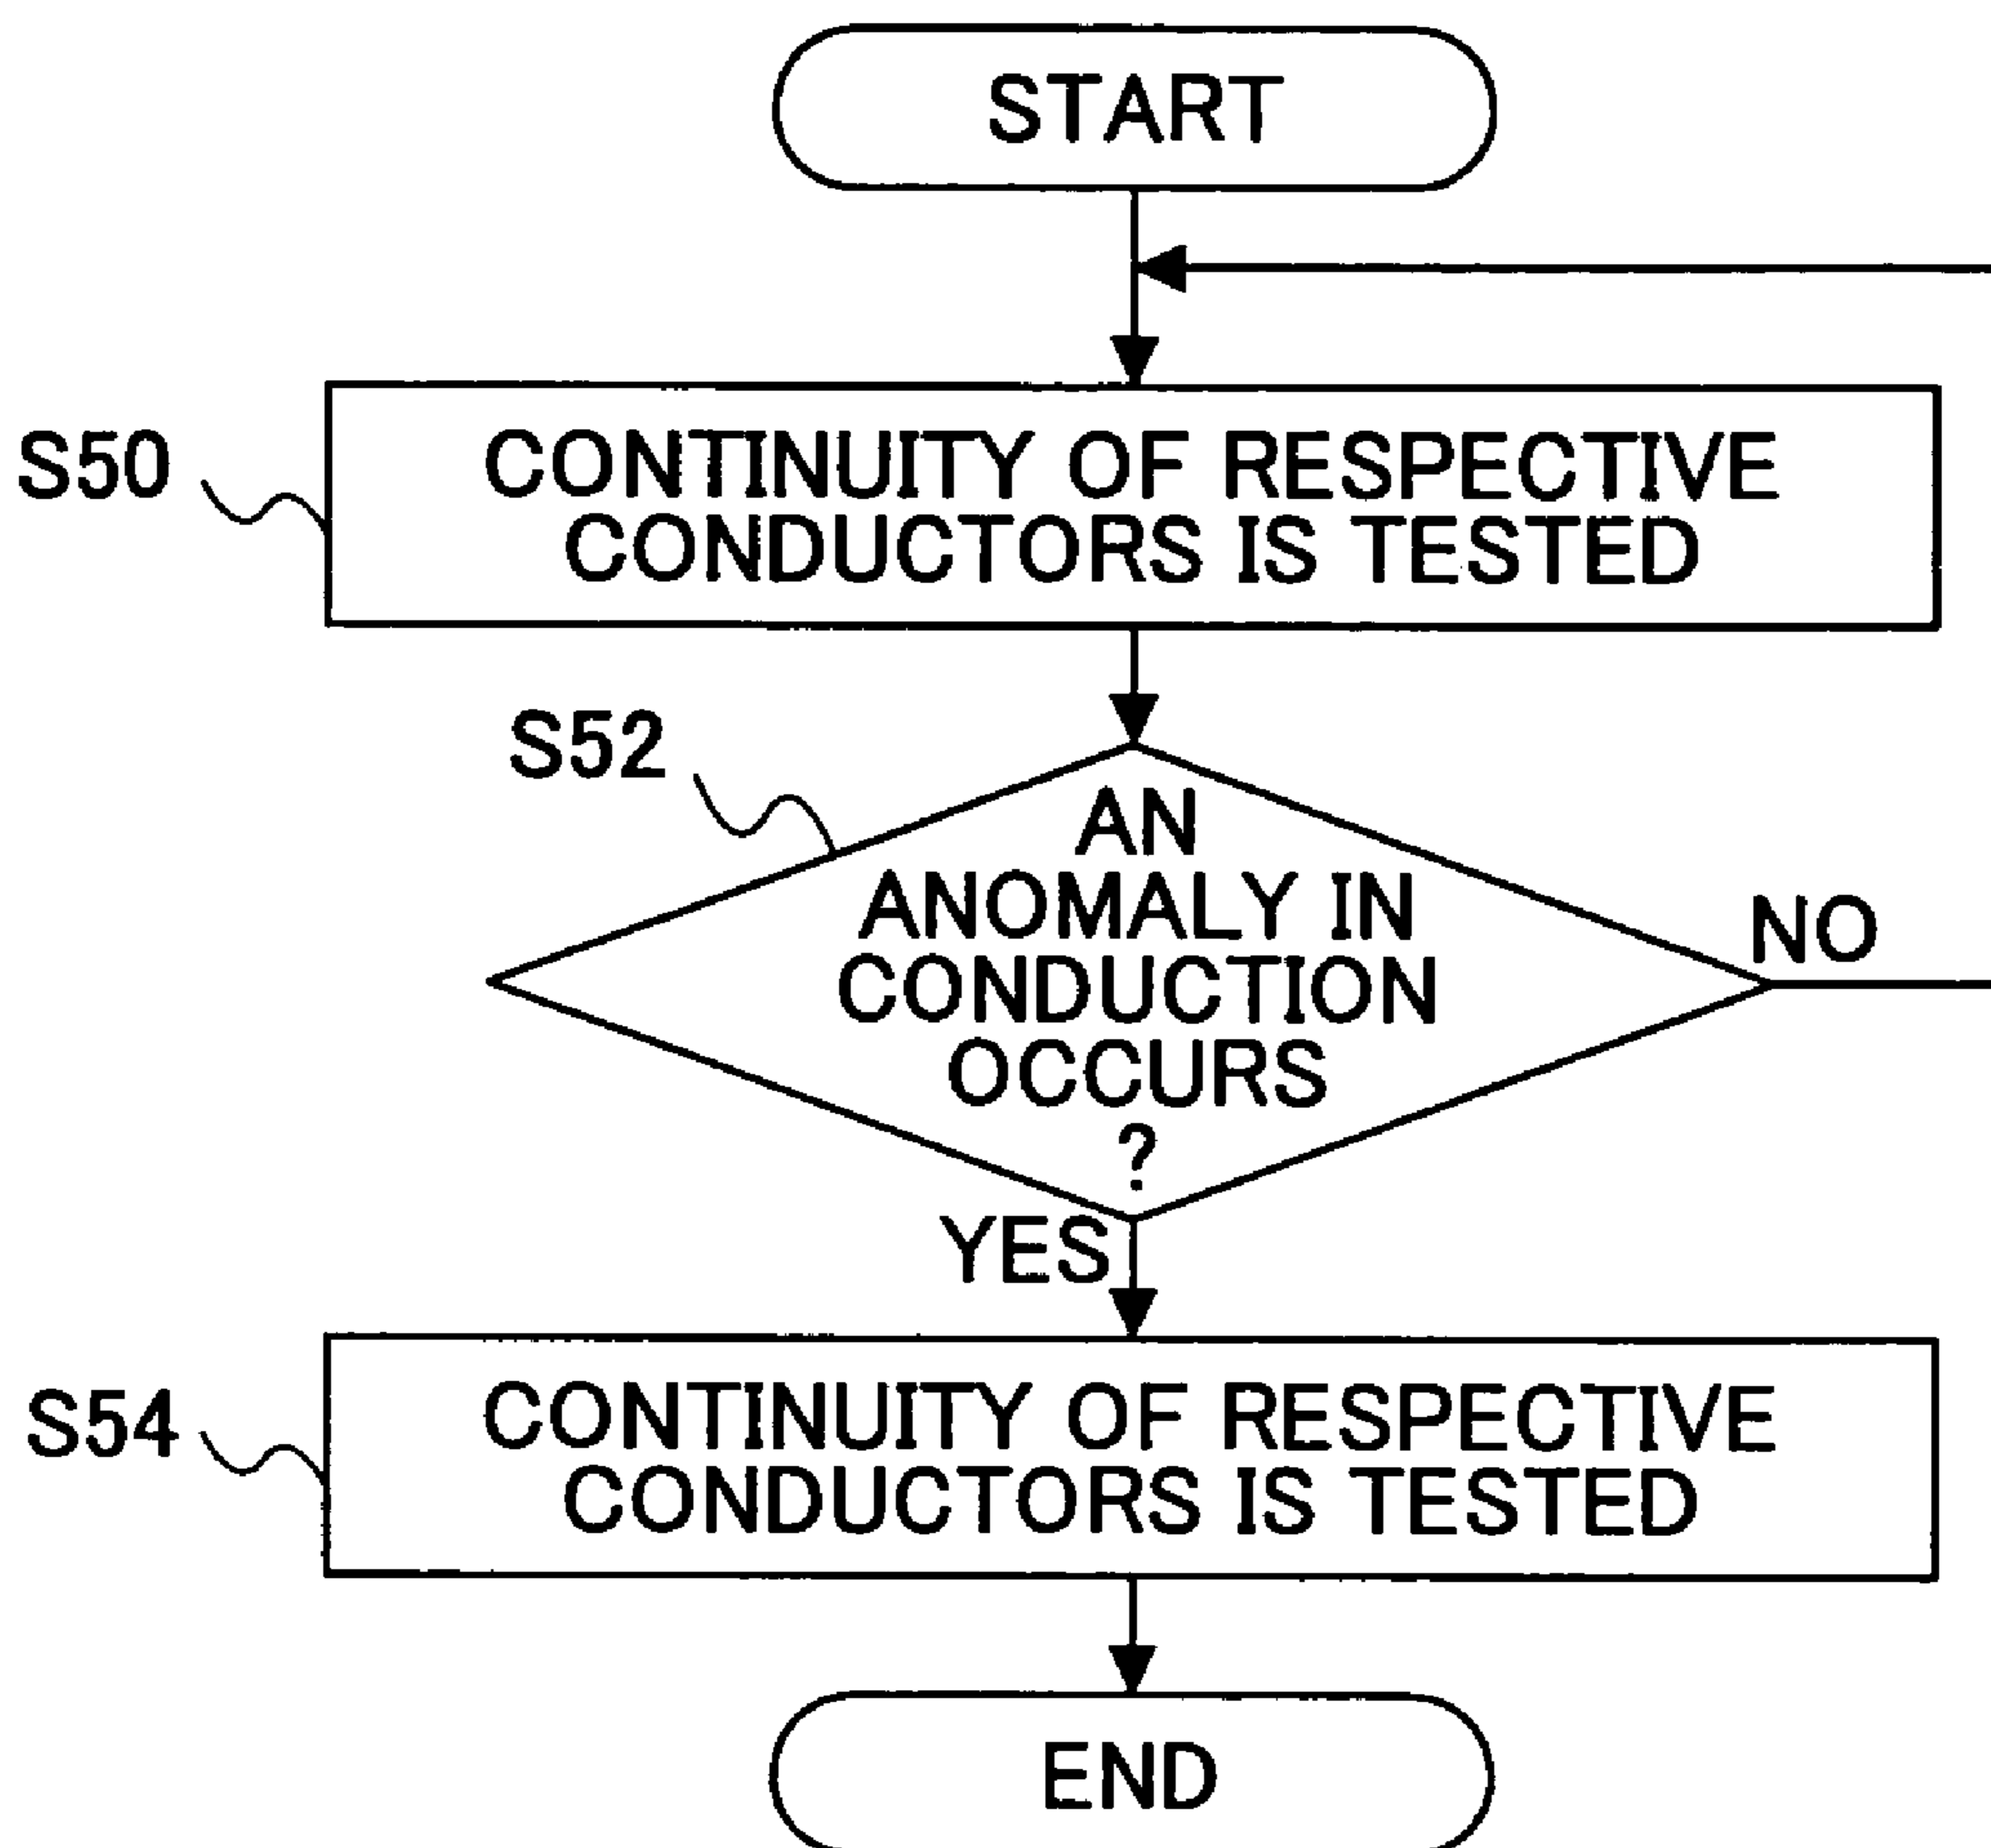 START
S50
CONTINUITY OF RESPECTIVE
CONDUCTORS IS TESTED
S52
AN
ANOMALY IN
CONDUCTION
OCCURS
?
NO
YES
S54
CONTINUITY OF RESPECTIVE
CONDUCTORS IS TESTED
END